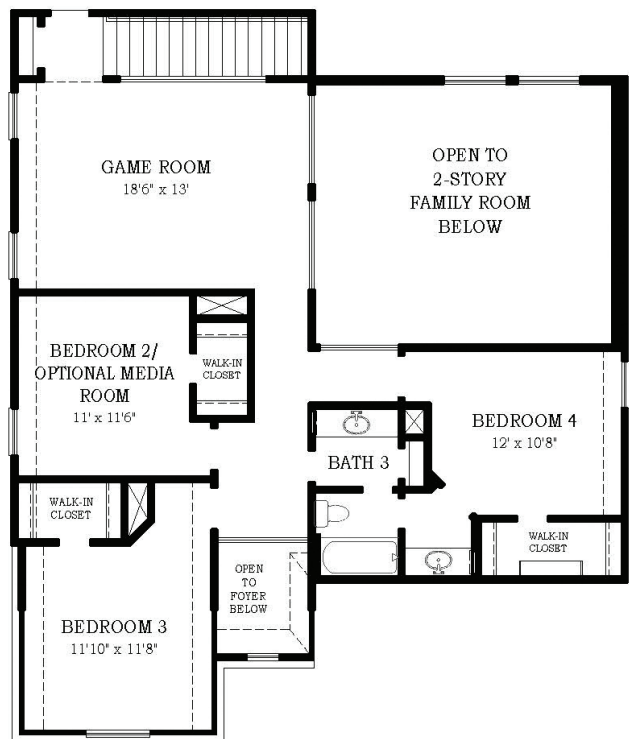 GAME ROOM
18'6" x 13'
OPEN TO
2-STORY
FAMILY ROOM
BELOW
BEDROOM 2/
OPTIONAL MEDIA
ROOM
11' x 11'6"
WALK-IN
CLOSET
BEDROOM 4
12' x 10'8"
BATH 3
WALK-IN
CLOSET
WALK-IN
CLOSET
OPEN
TO
FOYER
BELOW
BEDROOM 3
11'10" x 11'8"